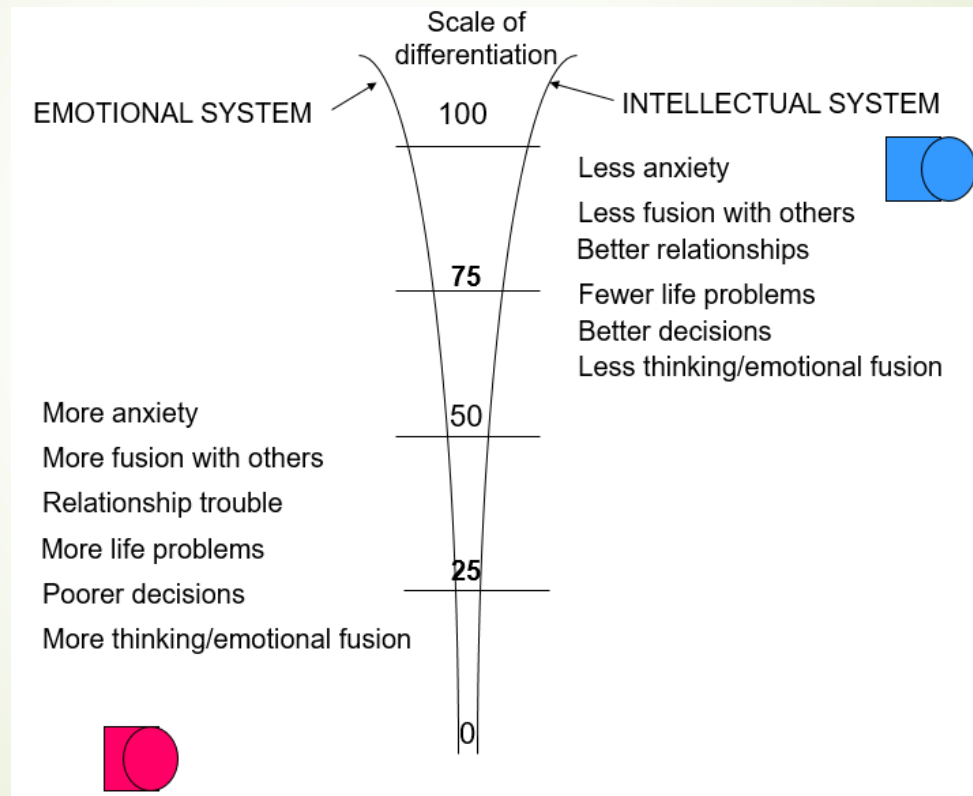 Scale of
differentiation
EMOTIONAL SYSTEM
INTELLECTUAL SYSTEM
100
Less anxiety
Less fusion with others
Better relationships
75
Fewer life problems
Better decisions
Less thinking/emotional fusion
More anxiety
50
More fusion with others
Relationship trouble
More life problems
25
Poorer decisions
More thinking/emotional fusion
0